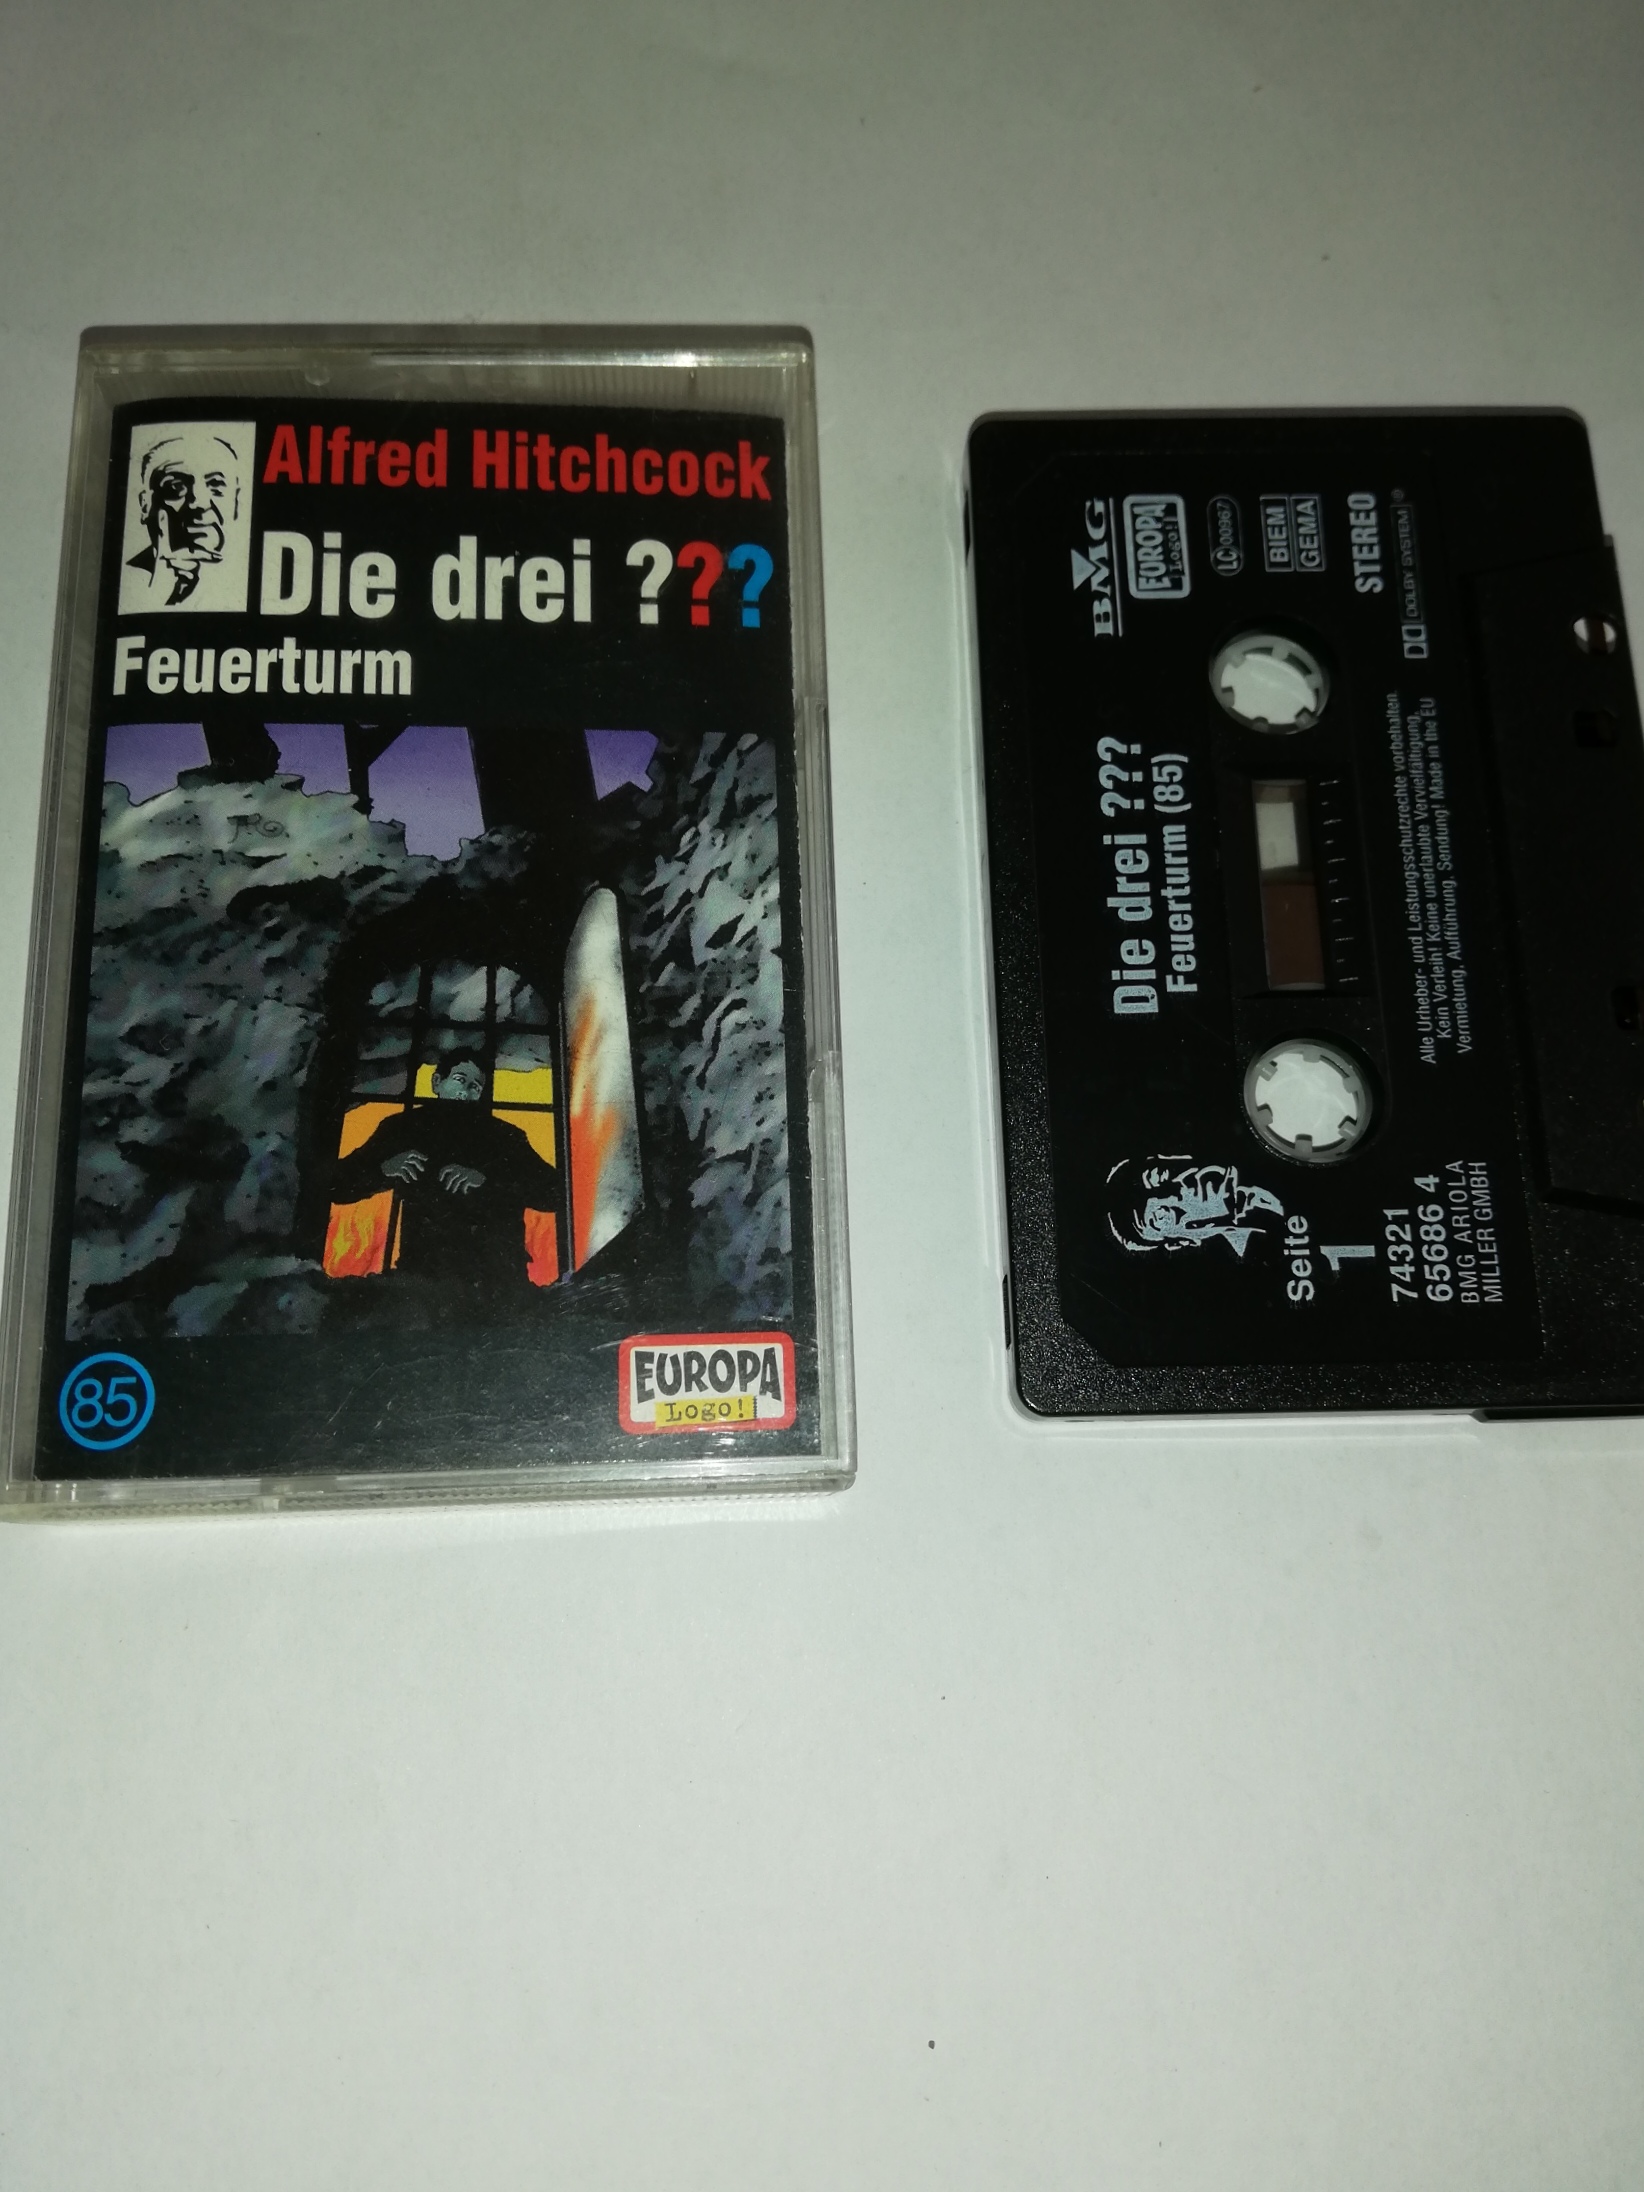 Alfred Hitchcock
Die drei ???
Feuerturm
85
EUROPA
Logo!
BMG
EUROPA
Logo!
LC 00967
BIEM
GEMA
STEREO
DOLBY SYSTEM®
Die drei ???
Feuerturm (85)
Alle Urheber- und Leistungsschutzrechte vorbehalten.
Kein Verleih! Keine unerlaubte Vervielfältigung,
Vermietung, Aufführung, Sendung! Made in the EU
Seite
1
74321
65686 4
BMG ARIOLA
MILLER GMBH